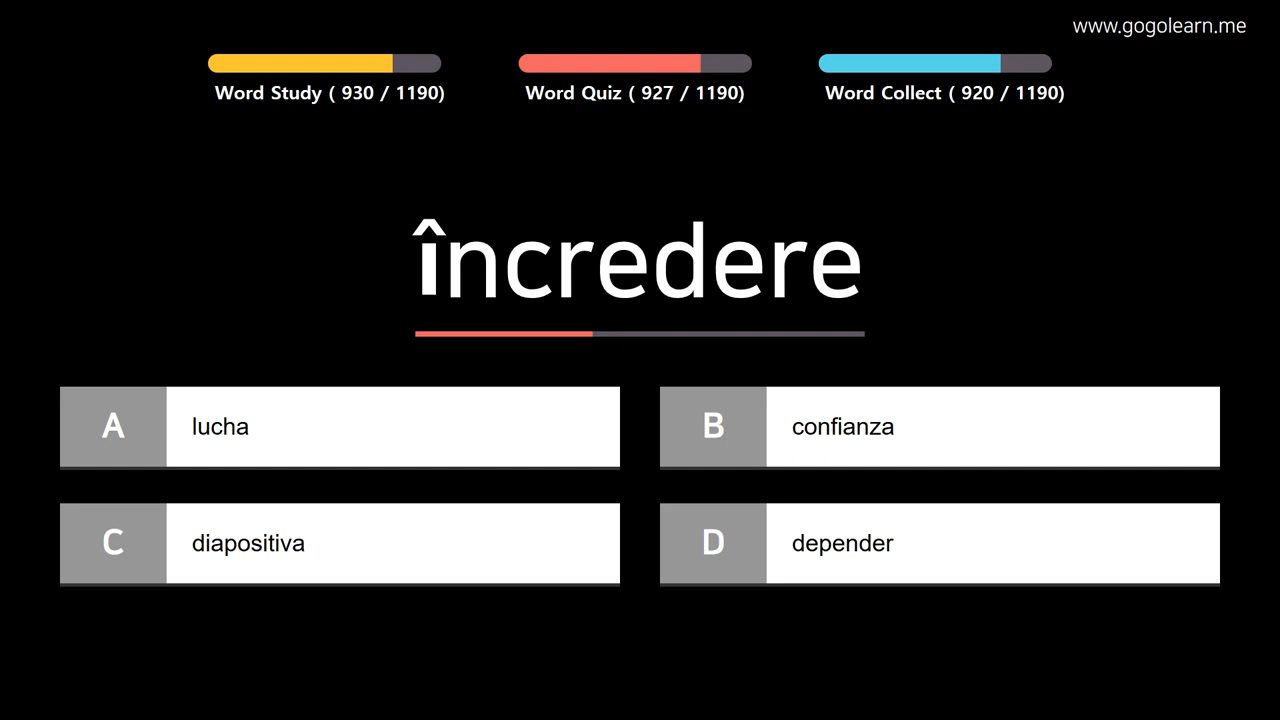 www.gogolearn.me
Word Study ( 930 / 1190)
Word Quiz ( 927 / 1190)
Word Collect ( 920 / 1190)
încredere
A lucha
B confianza
C diapositiva
D depender